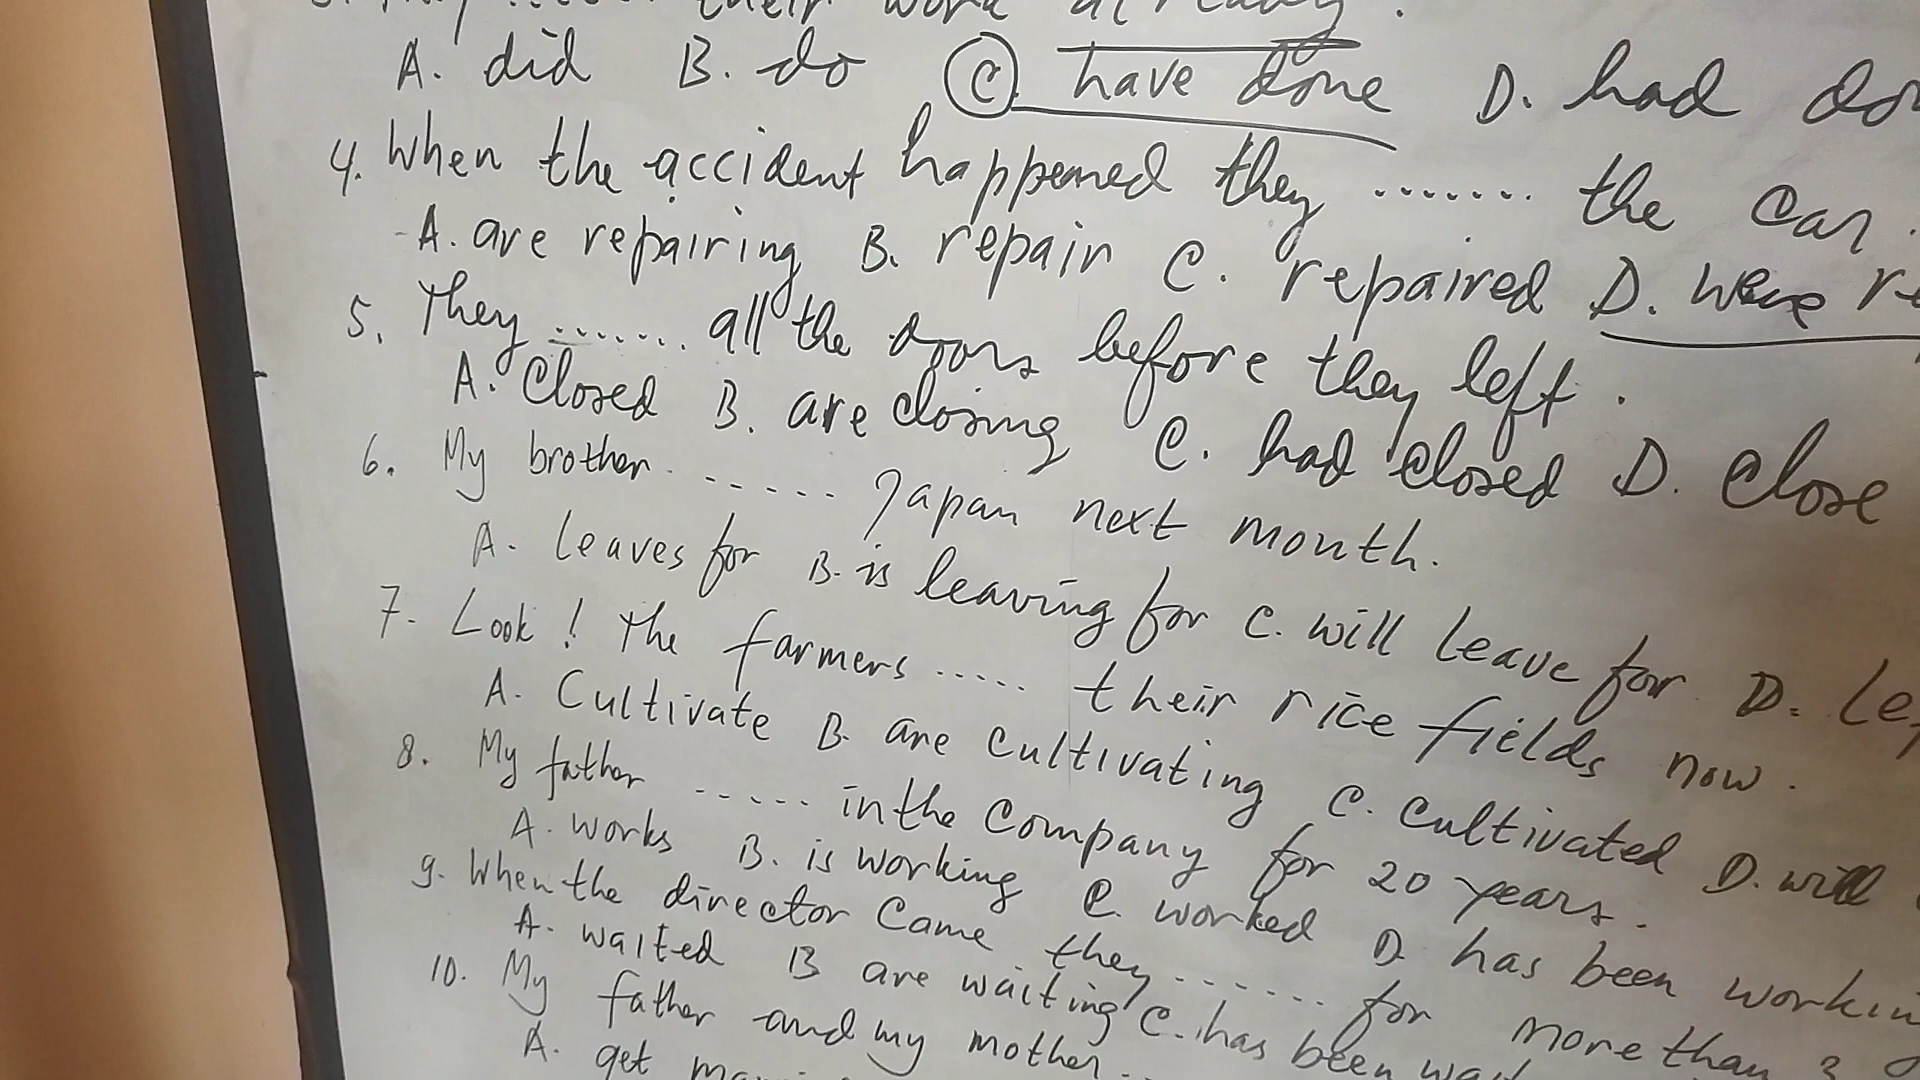 their work already.
A. did B. do C. have done D. had
4. When the accident happened they ....... the car.
A. are repairing B. repair C. repaired D. were
5. They ....... all the doors before they left.
A. Closed B. are closing C. had closed D. Close
6. My brother ...... Japan next month.
A. leaves for B. is leaving for C. will leave for D.
7. Look! The farmers ..... their rice fields now.
A. Cultivate B. are cultivating C. cultivated D. will
8. My father ...... in the company for 20 years.
A. works B. is working C. worked D has been working
9. When the director came they ....... for more than
A. waited B are waiting C. has been
10. My father and my mother
A. get